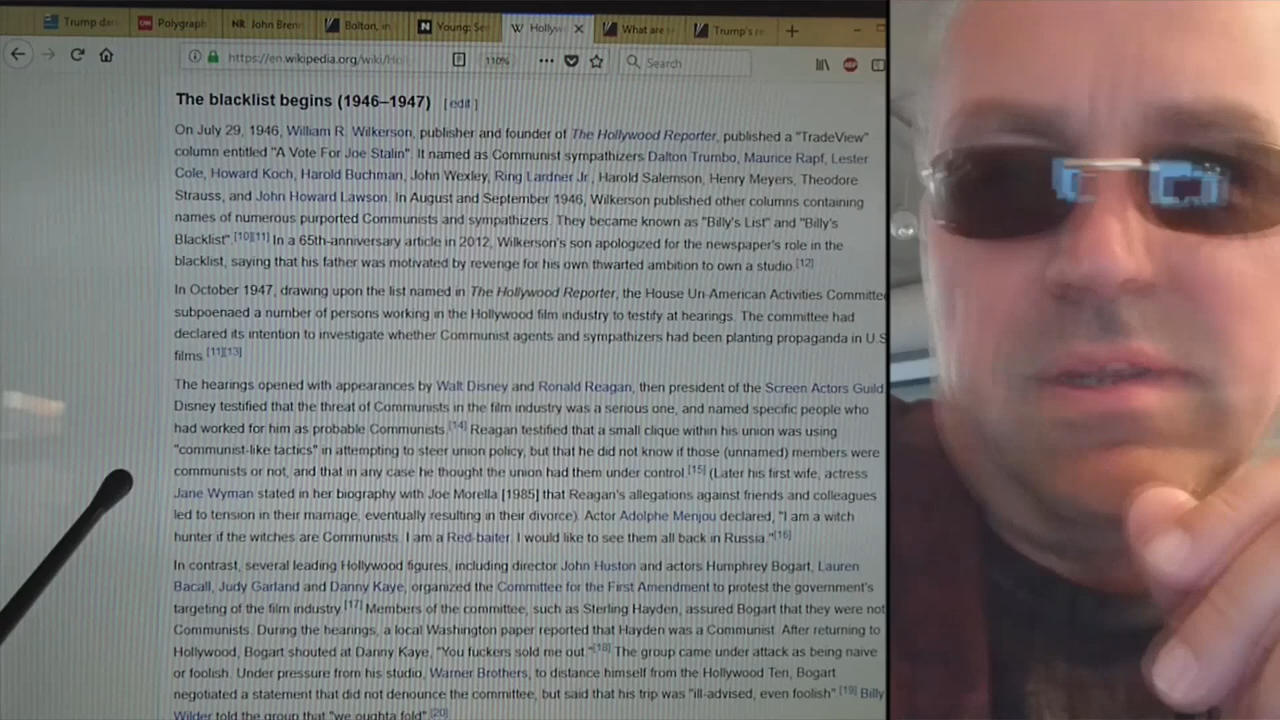 Trump dar
Polygraph
NR John Bren
Bolton, in
N Young: Se
W Hollyw
What are
Trump's re
https://en.wikipedia.org/wiki/Ho
110%
Search
The blacklist begins (1946–1947) [ edit ]
On July 29, 1946, William R. Wilkerson, publisher and founder of The Hollywood Reporter, published a "TradeView"
column entitled "A Vote For Joe Stalin". It named as Communist sympathizers Dalton Trumbo, Maurice Rapf, Lester
Cole, Howard Koch, Harold Buchman, John Wexley, Ring Lardner Jr., Harold Salemson, Henry Meyers, Theodore
Strauss, and John Howard Lawson. In August and September 1946, Wilkerson published other columns containing
names of numerous purported Communists and sympathizers. They became known as "Billy's List" and "Billy's
Blacklist".[10][11] In a 65th-anniversary article in 2012, Wilkerson's son apologized for the newspaper's role in the
blacklist, saying that his father was motivated by revenge for his own thwarted ambition to own a studio.[12]
In October 1947, drawing upon the list named in The Hollywood Reporter, the House Un-American Activities Committee
subpoenaed a number of persons working in the Hollywood film industry to testify at hearings. The committee had
declared its intention to investigate whether Communist agents and sympathizers had been planting propaganda in U.S
films.[11][13]
The hearings opened with appearances by Walt Disney and Ronald Reagan, then president of the Screen Actors Guild
Disney testified that the threat of Communists in the film industry was a serious one, and named specific people who
had worked for him as probable Communists.[14] Reagan testified that a small clique within his union was using
"communist-like tactics" in attempting to steer union policy, but that he did not know if those (unnamed) members were
communists or not, and that in any case he thought the union had them under control.[15] (Later his first wife, actress
Jane Wyman stated in her biography with Joe Morella [1985] that Reagan's allegations against friends and colleagues
led to tension in their marriage, eventually resulting in their divorce). Actor Adolphe Menjou declared, "I am a witch
hunter if the witches are Communists. I am a Red-baiter. I would like to see them all back in Russia."[16]
In contrast, several leading Hollywood figures, including director John Huston and actors Humphrey Bogart, Lauren
Bacall, Judy Garland and Danny Kaye, organized the Committee for the First Amendment to protest the government's
targeting of the film industry.[17] Members of the committee, such as Sterling Hayden, assured Bogart that they were not
Communists. During the hearings, a local Washington paper reported that Hayden was a Communist. After returning to
Hollywood, Bogart shouted at Danny Kaye, "You fuckers sold me out."[18] The group came under attack as being naive
or foolish. Under pressure from his studio, Warner Brothers, to distance himself from the Hollywood Ten, Bogart
negotiated a statement that did not denounce the committee, but said that his trip was "ill-advised, even foolish".[19] Billy
Wilder told the group that "we oughta fold".[20]